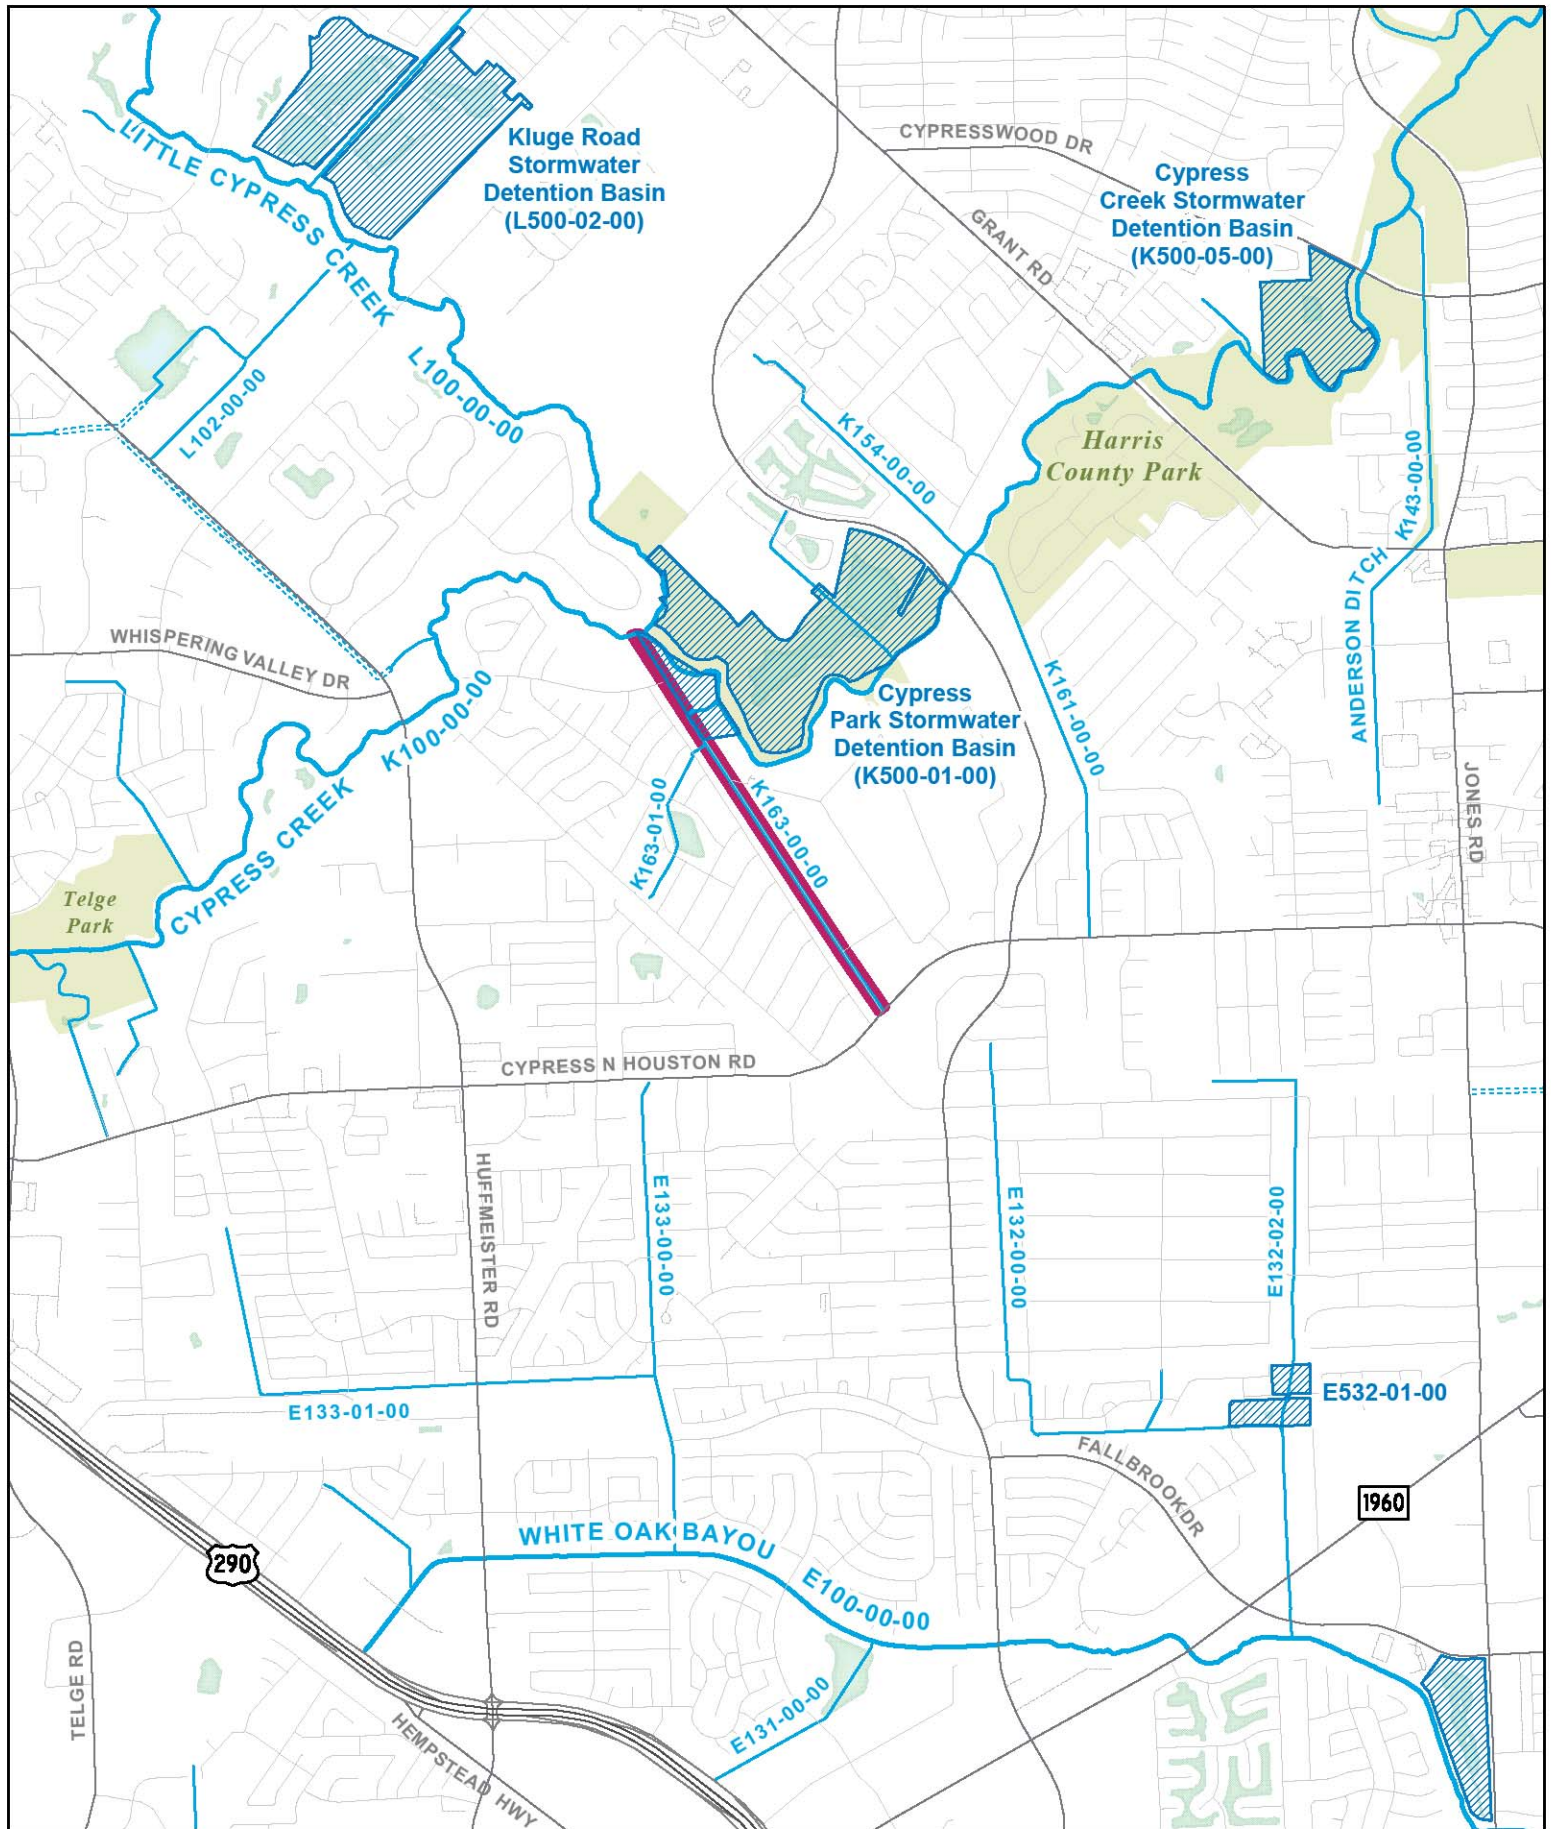 Kluge Road
Stormwater
Detention Basin
(L500-02-00)
CYPRESSWOOD DR
Cypress
Creek Stormwater
Detention Basin
(K500-05-00)
LITTLE CYPRESS CREEK
GRANT RD
L100-00-00
L102-00-00
K154-00-00
Harris
County Park
K143-00-00
ANDERSON DITCH
WHISPERING VALLEY DR
K100-00-00
Cypress
Park Stormwater
Detention Basin
(K500-01-00)
K161-00-00
JONES RD
K163-01-00
K163-00-00
CYPRESS CREEK
Telge
Park
CYPRESS N HOUSTON RD
HUFFMEISTER RD
E133-00-00
E132-00-00
E132-02-00
E133-01-00
E532-01-00
FALLBROOK DR
1960
WHITE OAK BAYOU
290
E100-00-00
TELGE RD
E131-00-00
HEMPSTEAD HWY